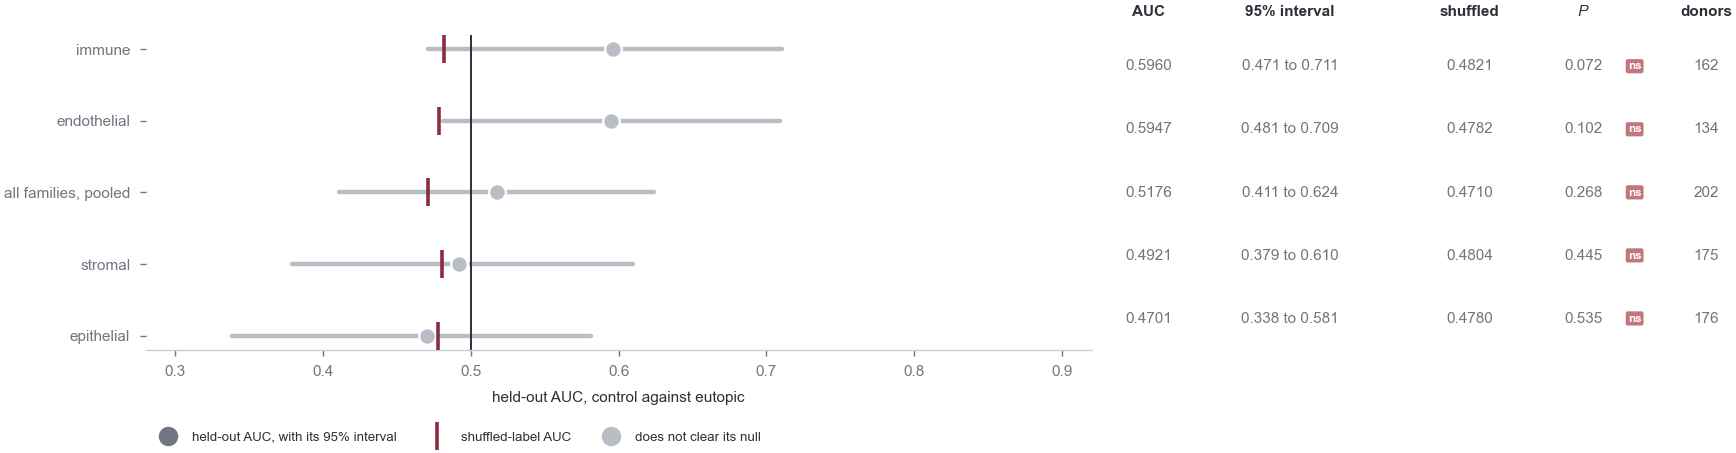 AUC 95% interval shuffled P donors
immune 0.5960 0.471 to 0.711 0.4821 0.072 ns 162
endothelial 0.5947 0.481 to 0.709 0.4782 0.102 ns 134
all families, pooled 0.5176 0.411 to 0.624 0.4710 0.268 ns 202
stromal 0.4921 0.379 to 0.610 0.4804 0.445 ns 175
epithelial 0.4701 0.338 to 0.581 0.4780 0.535 ns 176
0.3 0.4 0.5 0.6 0.7 0.8 0.9
held-out AUC, control against eutopic
held-out AUC, with its 95% interval shuffled-label AUC does not clear its null